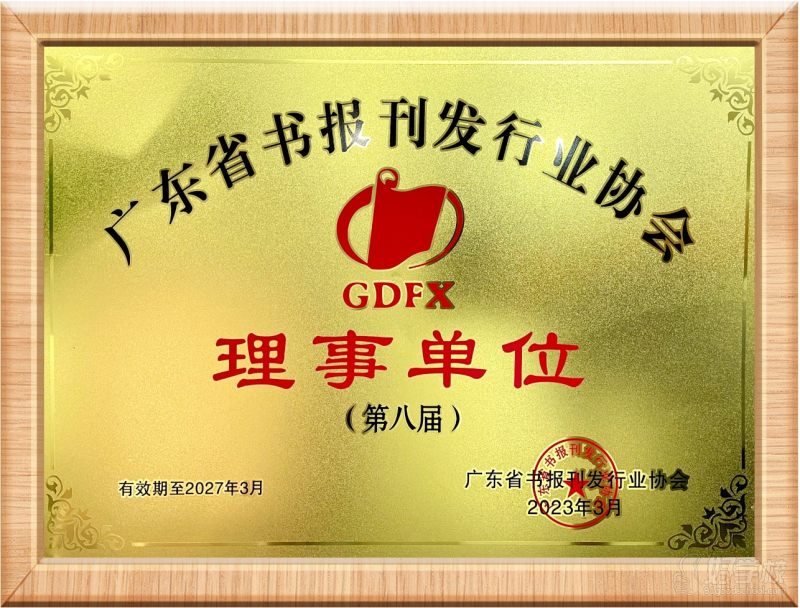 广东省书报刊发行业协会
GDFX
理事单位
（第八届）
有效期至2027年3月
广东省书报刊发行业协会
2023年3月